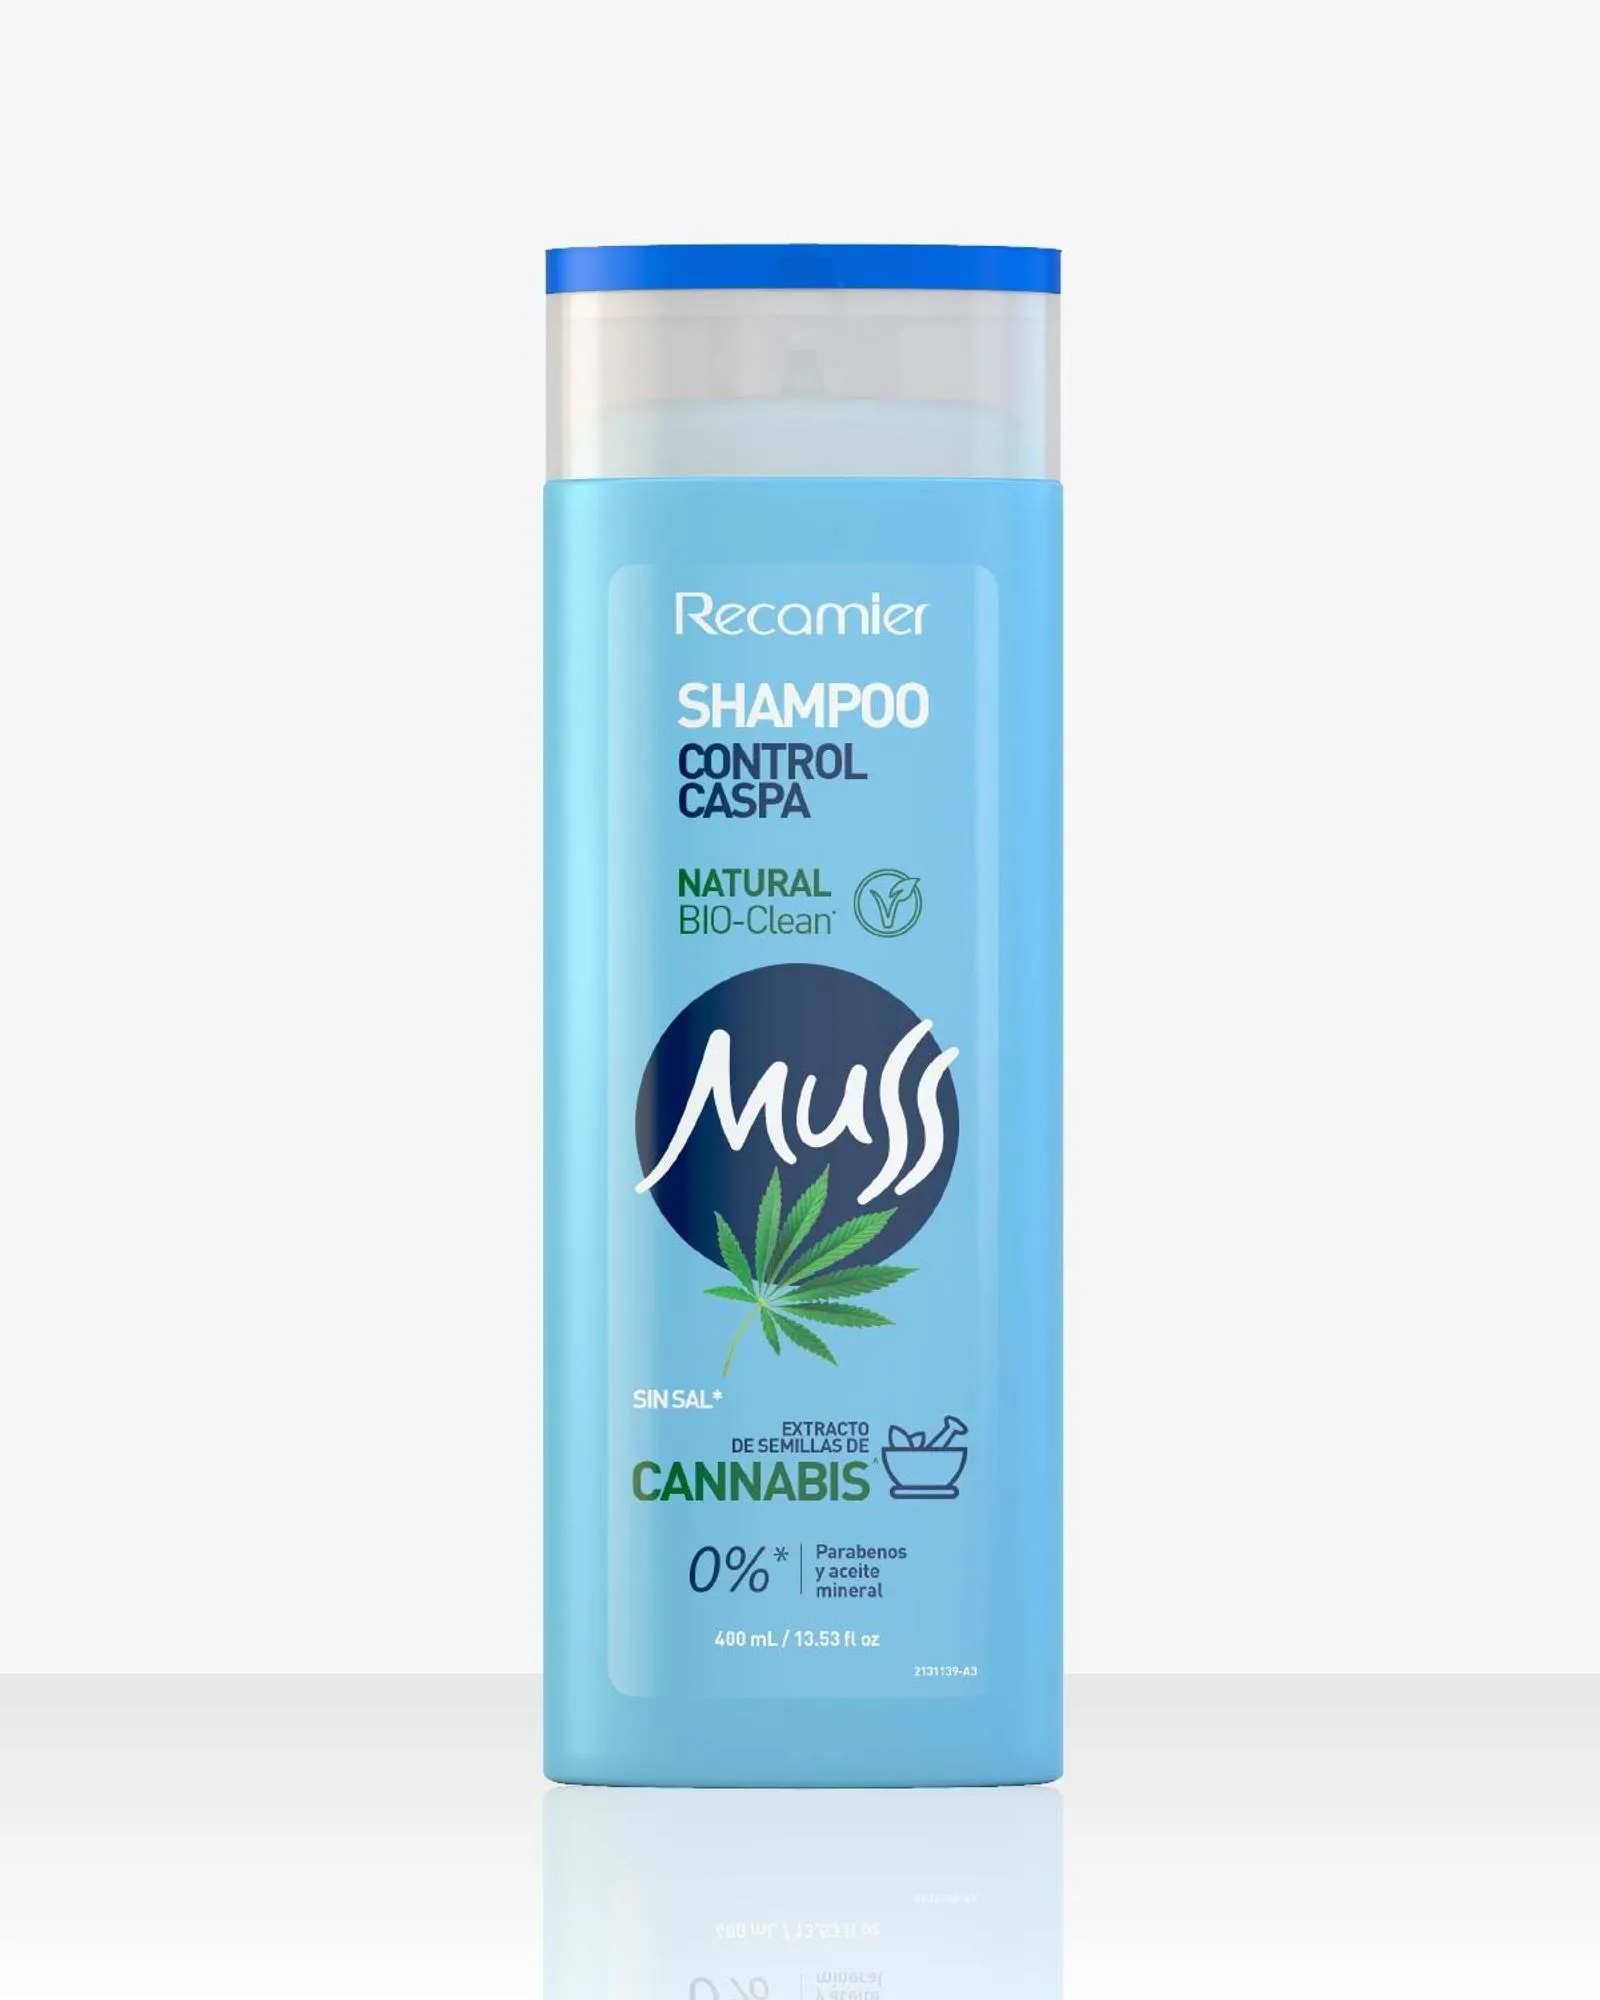 Recamier
SHAMPOO
CONTROL
CASPA
NATURAL
BIO-Clean*
Muss
SIN SAL*
EXTRACTO
DE SEMILLAS DE
CANNABIS^
0%*
Parabenos
y aceite
mineral
400 mL / 13.53 fl oz
2131139-A3